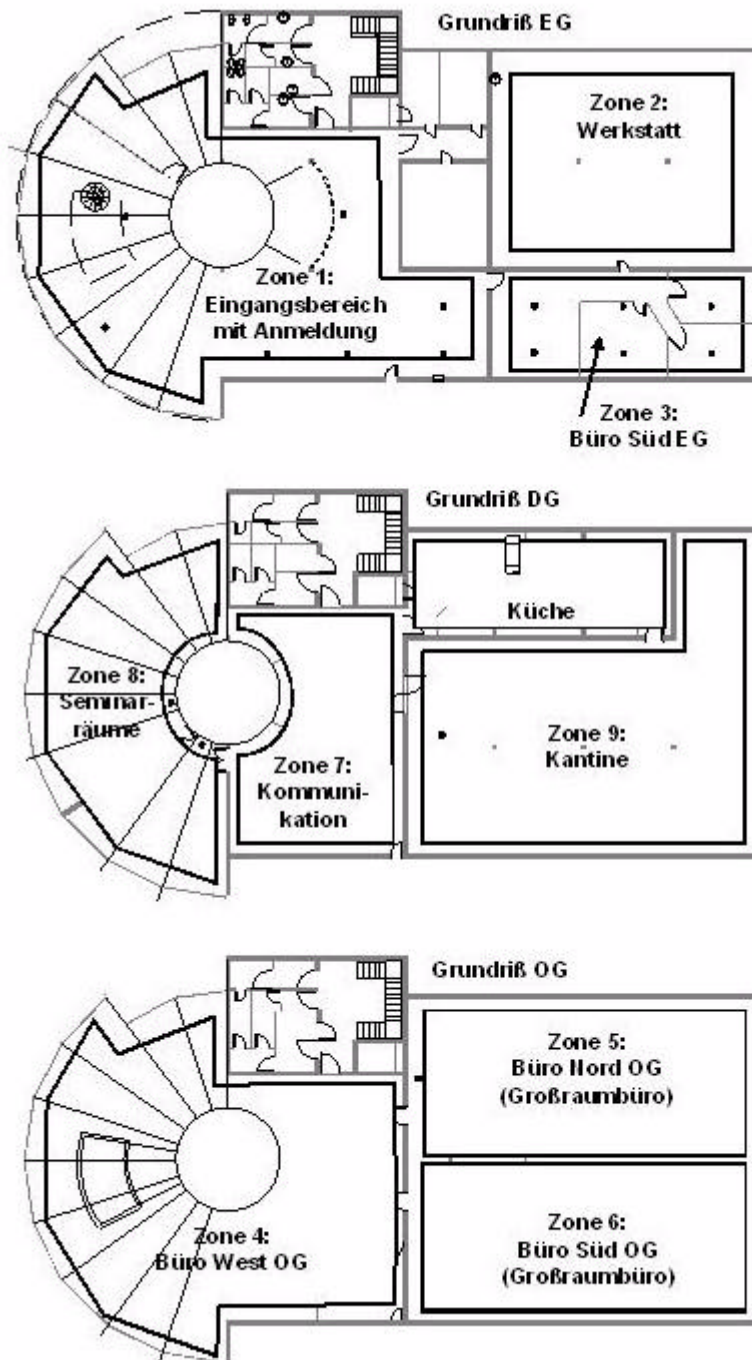 Grundriß EG
Zone 2:
Werkstatt
Zone 1:
Eingangsbereich
mit Anmeldung
Zone 3:
Büro Süd EG
Grundriß DG
Küche
Zone 8:
Seminar-
räume
Zone 7:
Kommuni-
kation
Zone 9:
Kantine
Grundriß OG
Zone 5:
Büro Nord OG
(Großraumbüro)
Zone 4:
Büro West OG
Zone 6:
Büro Süd OG
(Großraumbüro)